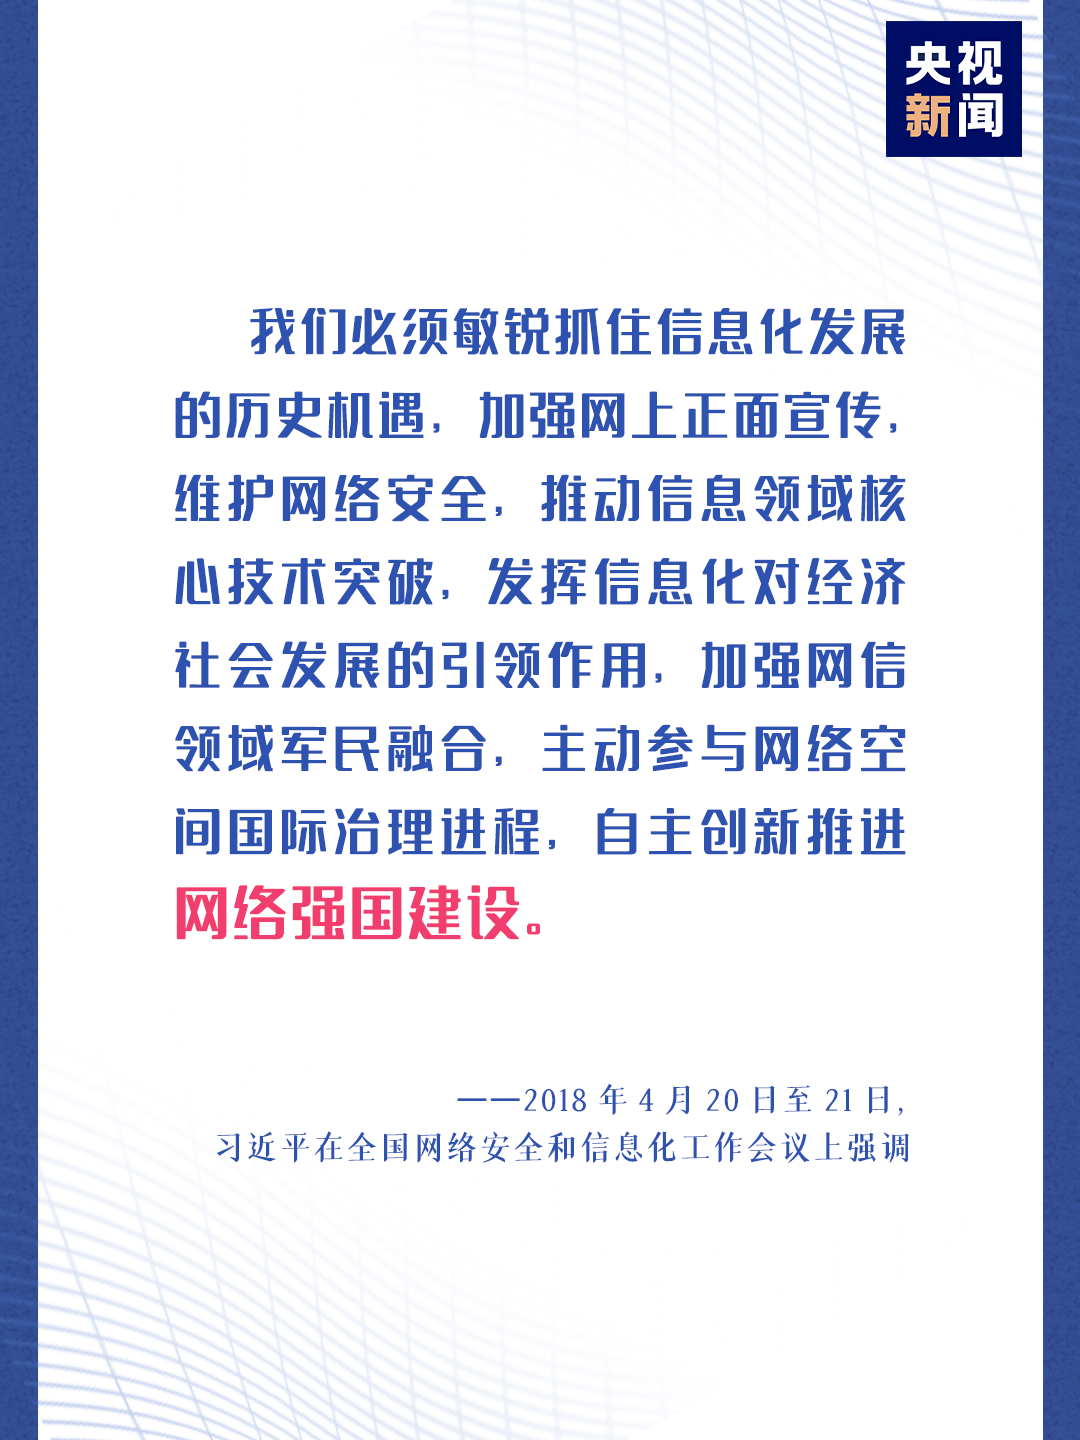 央视
新闻
我们必须敏锐抓住信息化发展
的历史机遇，加强网上正面宣传，
维护网络安全，推动信息领域核
心技术突破，发挥信息化对经济
社会发展的引领作用，加强网信
领域军民融合，主动参与网络空
间国际治理进程，自主创新推进
网络强国建设。
——2018 年 4 月 20 日至 21 日，
习近平在全国网络安全和信息化工作会议上强调